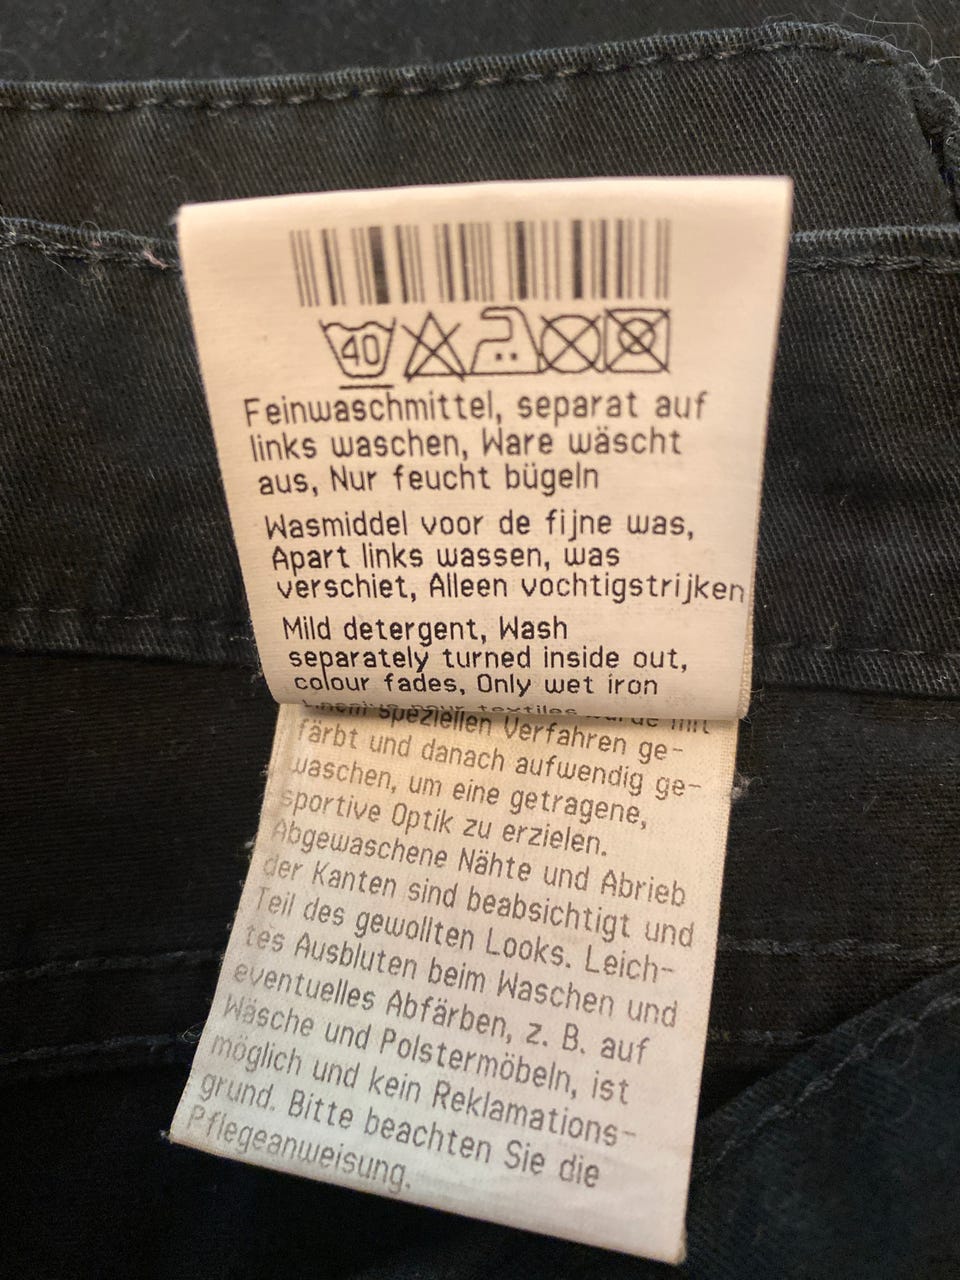 40
Feinwaschmittel, separat auf
links waschen, Ware wäscht
aus, Nur feucht bügeln
Wasmiddel voor de fijne was,
Apart links wassen, was
verschiet, Alleen vochtigstrijken
Mild detergent, Wash
separately turned inside out,
colour fades, Only wet iron
speziellen Verfahren ge-
färbt und danach aufwendig ge-
waschen, um eine getragene,
sportive Optik zu erzielen.
Abgewaschene Nähte und Abrieb
der Kanten sind beabsichtigt und
Teil des gewollten Looks. Leich-
tes Ausbluten beim Waschen und
eventuelles Abfärben, z. B. auf
Wäsche und Polstermöbeln, ist
möglich und kein Reklamations-
grund. Bitte beachten Sie die
Pflegeanweisung.